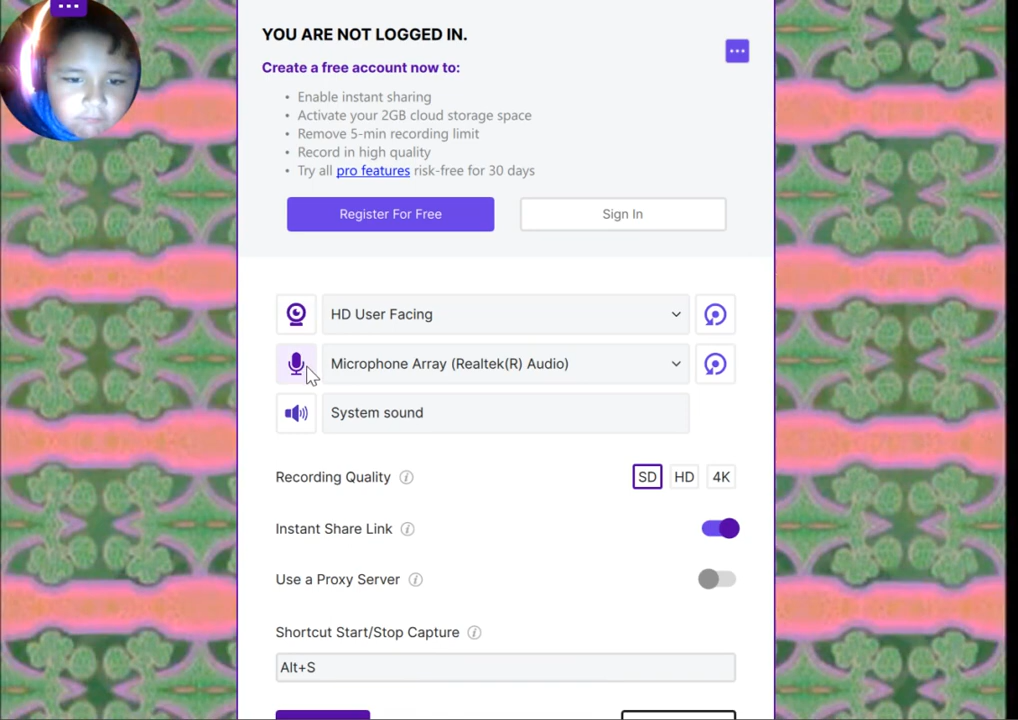 YOU ARE NOT LOGGED IN.
Create a free account now to:
• Enable instant sharing
• Activate your 2GB cloud storage space
• Remove 5-min recording limit
• Record in high quality
• Try all pro features risk-free for 30 days
Register For Free
Sign In
HD User Facing
Microphone Array (Realtek(R) Audio)
System sound
Recording Quality
SD HD 4K
Instant Share Link
Use a Proxy Server
Shortcut Start/Stop Capture
Alt+S